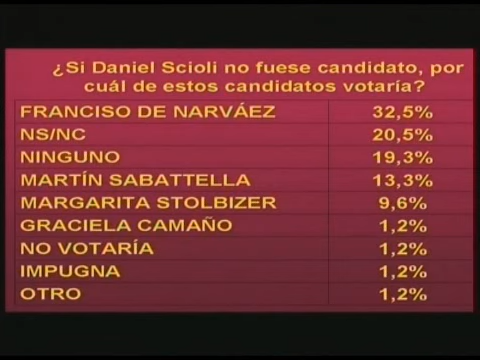 ¿Si Daniel Scioli no fuese candidato, por
cuál de estos candidatos votaría?
FRANCISO DE NARVÁEZ 32,5%
NS/NC 20,5%
NINGUNO 19,3%
MARTÍN SABATTELLA 13,3%
MARGARITA STOLBIZER 9,6%
GRACIELA CAMAÑO 1,2%
NO VOTARÍA 1,2%
IMPUGNA 1,2%
OTRO 1,2%